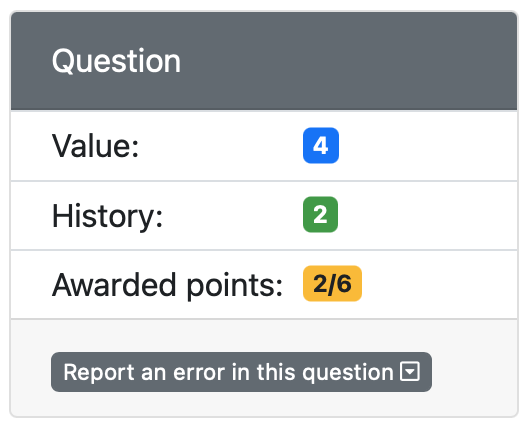 Question
Value: 4
History: 2
Awarded points: 2/6
Report an error in this question